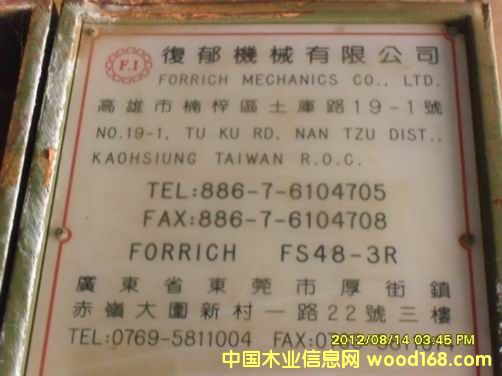 F.I
復郁機械有限公司
FORRICH MECHANICS CO., LTD.
高雄市楠梓區土庫路19-1號
NO.19-1, TU KU RD, NAN TZU DIST.,
KAOHSIUNG TAIWAN R.O.C.
TEL:886-7-6104705
FAX:886-7-6104708
FORRICH FS48-3R
廣東省東莞市厚街鎮
赤嶺大圍新村一路22號三樓
TEL:0769-5811004 FAX:
2012/08/14 03:45 PM
中国木业信息网 wood168.com